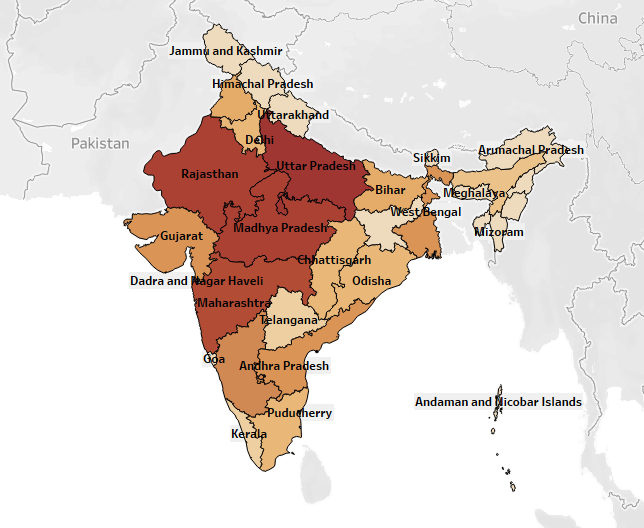 China
Jammu and Kashmir
Himachal Pradesh
Uttarakhand
Pakistan
Delhi
Arunachal Pradesh
Sikkim
Uttar Pradesh
Rajasthan
Bihar
Meghalaya
West Bengal
Madhya Pradesh
Mizoram
Gujarat
Chhattisgarh
Dadra and Nagar Haveli
Odisha
Maharashtra
Telangana
Goa
Andhra Pradesh
Andaman and Nicobar Islands
Puducherry
Kerala